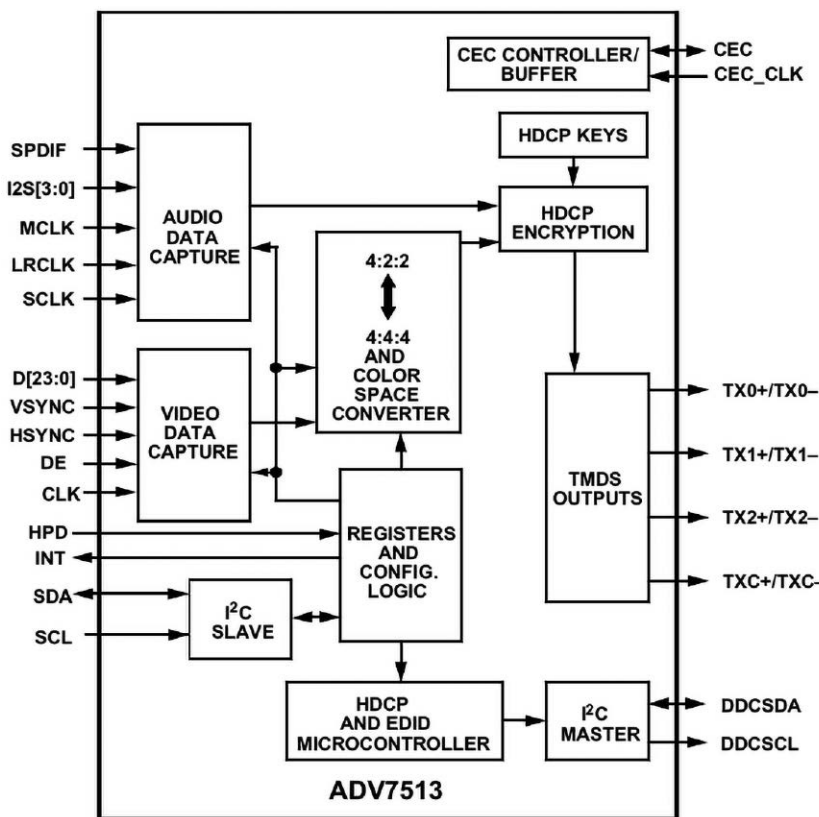 CEC CONTROLLER/
BUFFER
CEC
CEC_CLK
HDCP KEYS
SPDIF
I2S[3:0]
MCLK
LRCLK
SCLK
AUDIO
DATA
CAPTURE
HDCP
ENCRYPTION
4:2:2
4:4:4
AND
COLOR
SPACE
CONVERTER
D[23:0]
VSYNC
HSYNC
DE
CLK
VIDEO
DATA
CAPTURE
TMDS
OUTPUTS
TX0+/TX0–
TX1+/TX1–
TX2+/TX2–
TXC+/TXC–
HPD
INT
SDA
SCL
REGISTERS
AND
CONFIG.
LOGIC
I²C
SLAVE
HDCP
AND EDID
MICROCONTROLLER
I²C
MASTER
DDCSDA
DDCSCL
ADV7513